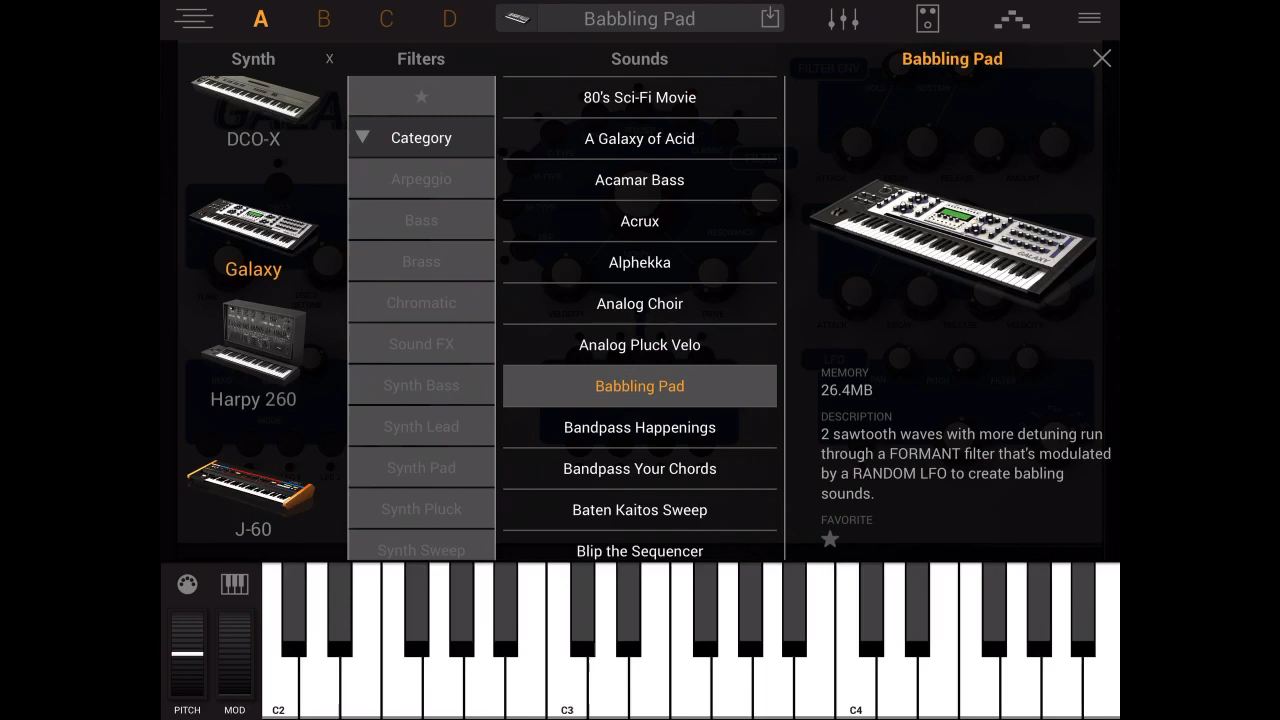 A B C D Babbling Pad
Synth X Filters Sounds Babbling Pad
DCO-X
Galaxy
Harpy 260
J-60
★
Category
Arpeggio
Bass
Brass
Chromatic
Sound FX
Synth Bass
Synth Lead
Synth Pad
Synth Pluck
Synth Sweep
80's Sci-Fi Movie
A Galaxy of Acid
Acamar Bass
Acrux
Alphekka
Analog Choir
Analog Pluck Velo
Babbling Pad
Bandpass Happenings
Bandpass Your Chords
Baten Kaitos Sweep
Blip the Sequencer
FILTER ENV
GALAXY
LFO
MEMORY
26.4MB
DESCRIPTION
2 sawtooth waves with more detuning run
through a FORMANT filter that's modulated
by a RANDOM LFO to create babling
sounds.
FAVORITE
PITCH MOD C2 C3 C4